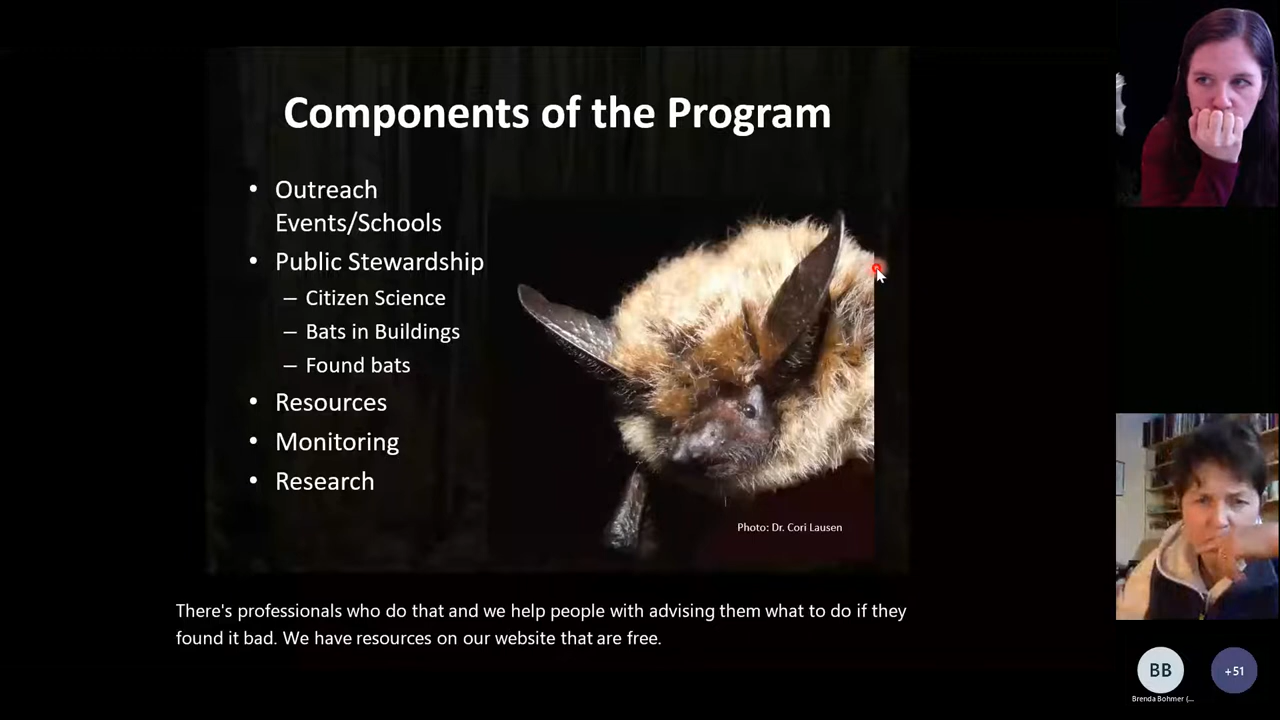 Components of the Program
• Outreach
Events/Schools
• Public Stewardship
– Citizen Science
– Bats in Buildings
– Found bats
• Resources
• Monitoring
• Research
Photo: Dr. Cori Lausen
There's professionals who do that and we help people with advising them what to do if they
found it bad. We have resources on our website that are free.
BB
+51
Brenda Bohmer (...